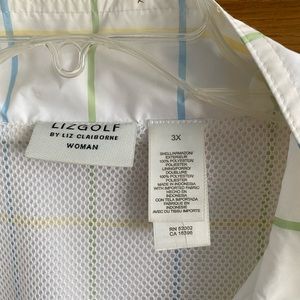 LIZGOLF
BY LIZ CLAIBORNE
WOMAN
3X
SHELL/ARMAZON/
EXTERIEUR
100% POLYESTER/
POLIESTER
LINING/FORRO/
DOUBLURE
100% POLYESTER/
POLIESTER
MADE IN INDONESIA
WITH IMPORTED FABRIC
HECHO EN
INDONESIA
CON TELA IMPORTADA
FABRIQUE EN
INDONESIE
AVEC DU TISSU IMPORTE
RN 52002
CA 16396